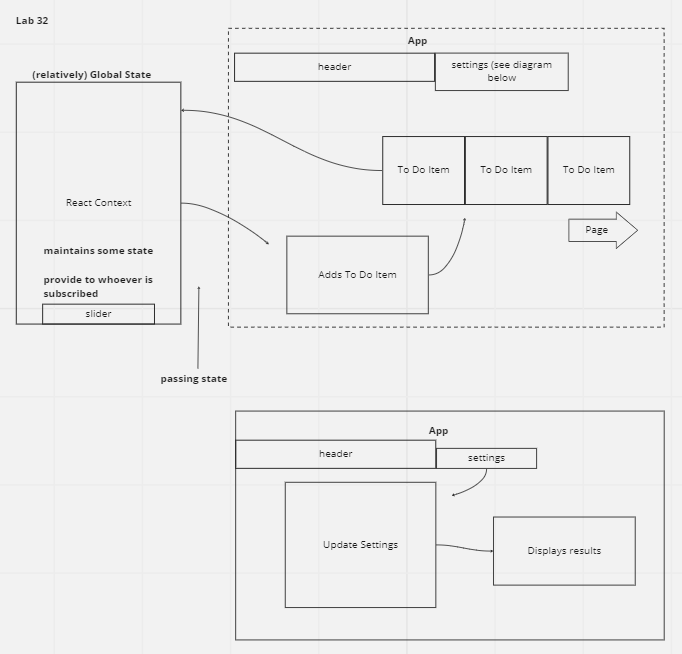 Lab 32
App
header
settings (see diagram
below
(relatively) Global State
To Do Item
To Do Item
To Do Item
React Context
Page
maintains some state
Adds To Do Item
provide to whoever is
subscribed
slider
passing state
App
header
settings
Update Settings
Displays results